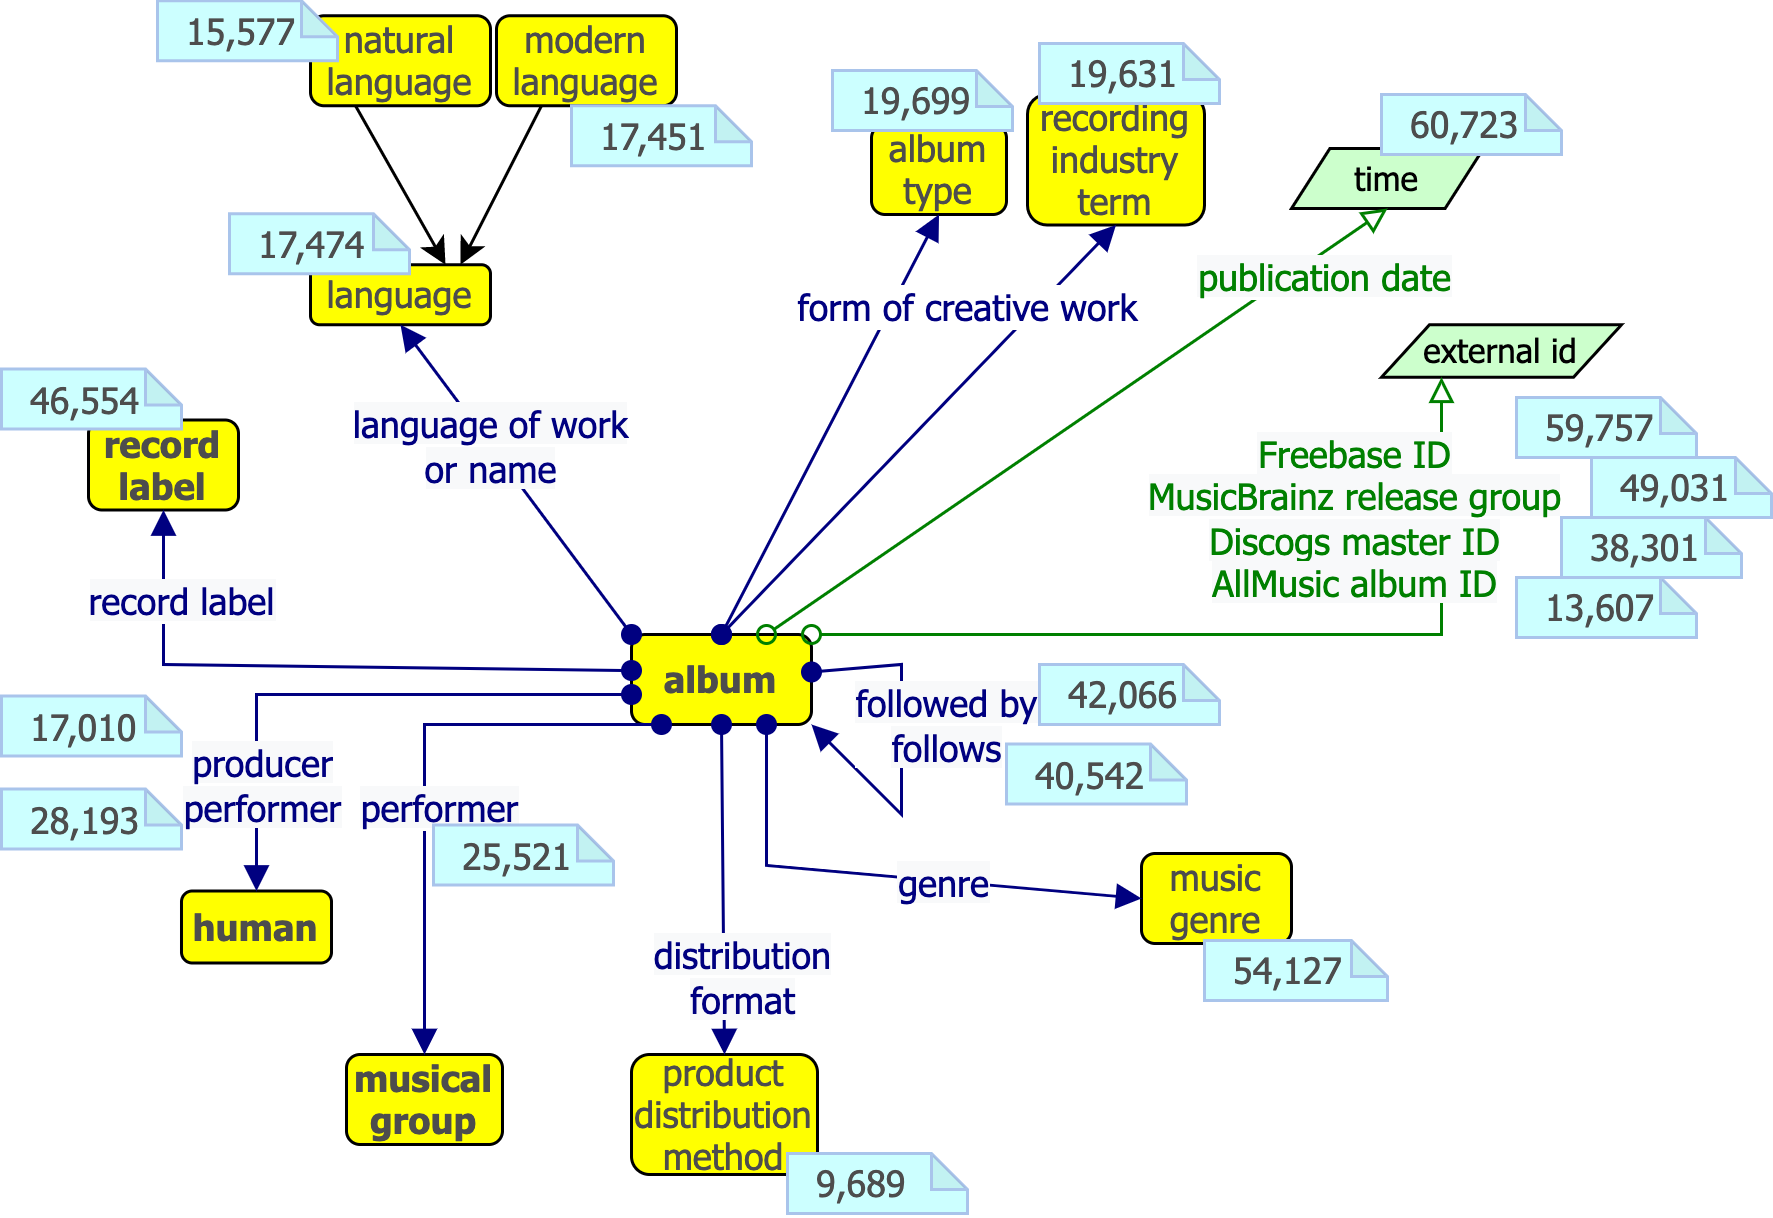 15,577
natural
language
modern
language
17,451
17,474
language
19,699
album
type
19,631
recording
industry
term
60,723
time
publication date
form of creative work
external id
46,554
record
label
language of work
or name
59,757
Freebase ID
49,031
MusicBrainz release group
38,301
Discogs master ID
13,607
AllMusic album ID
record label
album
42,066
followed by
follows
40,542
17,010
producer
performer
28,193
performer
25,521
human
genre
music
genre
54,127
distribution
format
musical
group
product
distribution
method
9,689